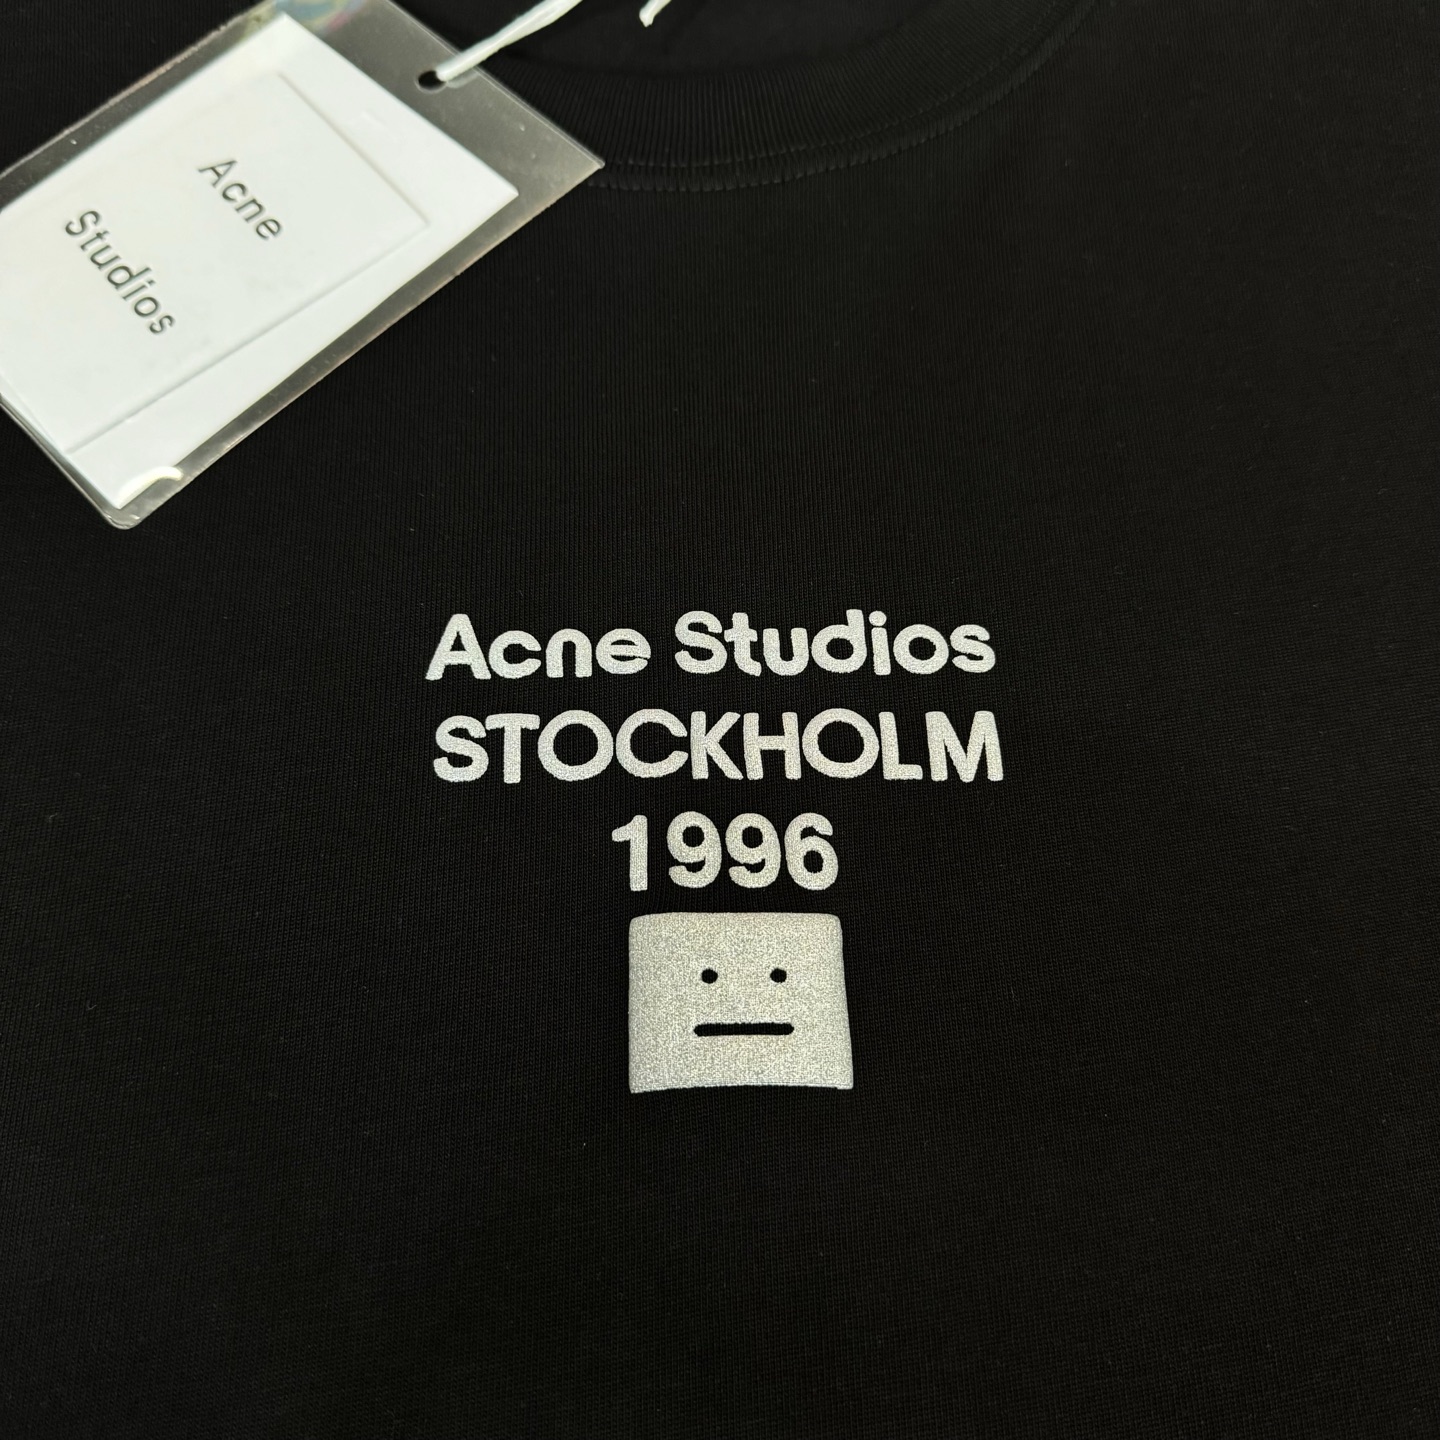 Acne
Studios
Acne Studios
STOCKHOLM
1996